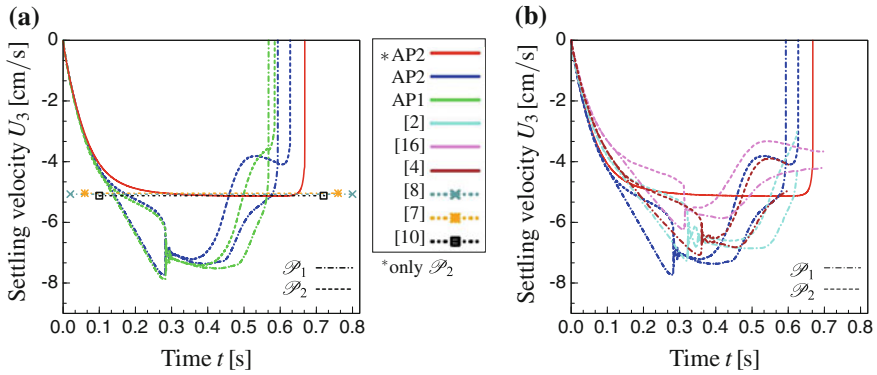 (a)
Settling velocity U₃ [cm/s]
0
-2
-4
-6
-8
0.0 0.1 0.2 0.3 0.4 0.5 0.6 0.7 0.8
Time t [s]
𝒫₁
𝒫₂
*AP2
AP2
AP1
[2]
[16]
[4]
[8]
[7]
[10]
*only 𝒫₂
(b)
Settling velocity U₃ [cm/s]
0
-2
-4
-6
-8
0.0 0.1 0.2 0.3 0.4 0.5 0.6 0.7 0.8
Time t [s]
𝒫₁
𝒫₂